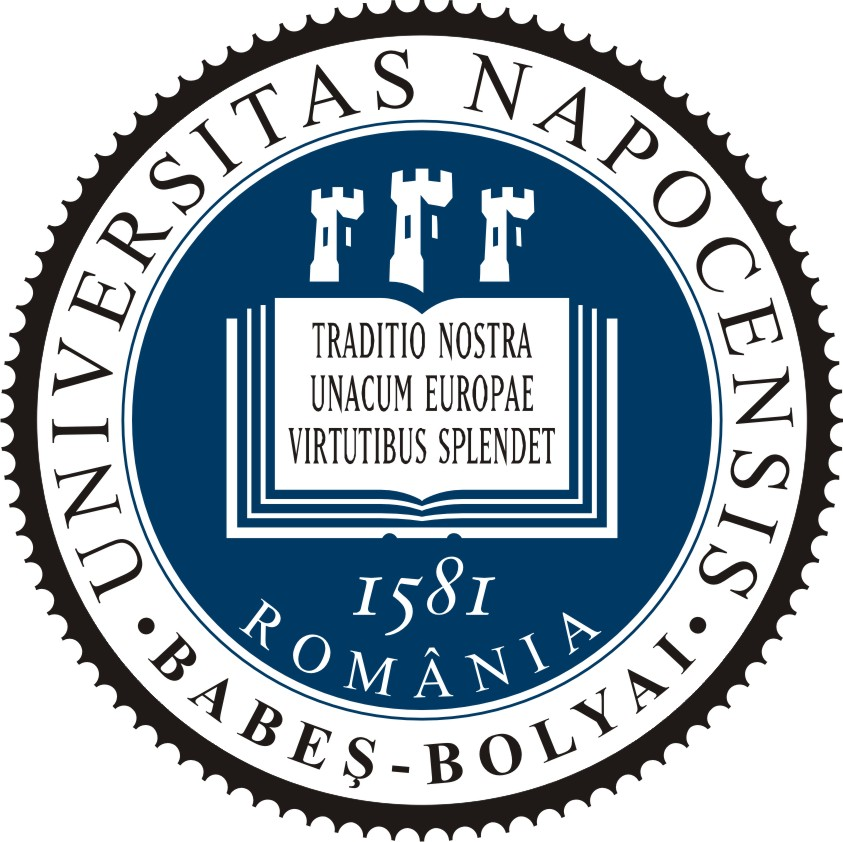 UNIVERSITAS NAPOCENSIS
TRADITIO NOSTRA
UNACUM EUROPAE
VIRTUTIBUS SPLENDET
1581
ROMÂNIA
• BABEŞ-BOLYAI •